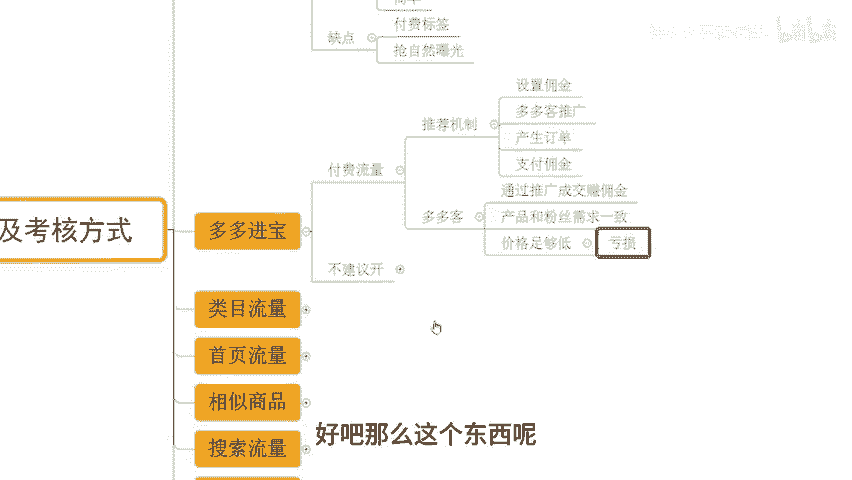 缺点
付费标签
抢自然曝光
设置佣金
多多客推广
推荐机制
产生订单
支付佣金
付费流量
通过推广成交赚佣金
多多客
产品和粉丝需求一致
及考核方式
多多进宝
价格足够低
亏损
不建议开
类目流量
首页流量
相似商品
搜索流量
好吧那么这个东西呢
bilibili